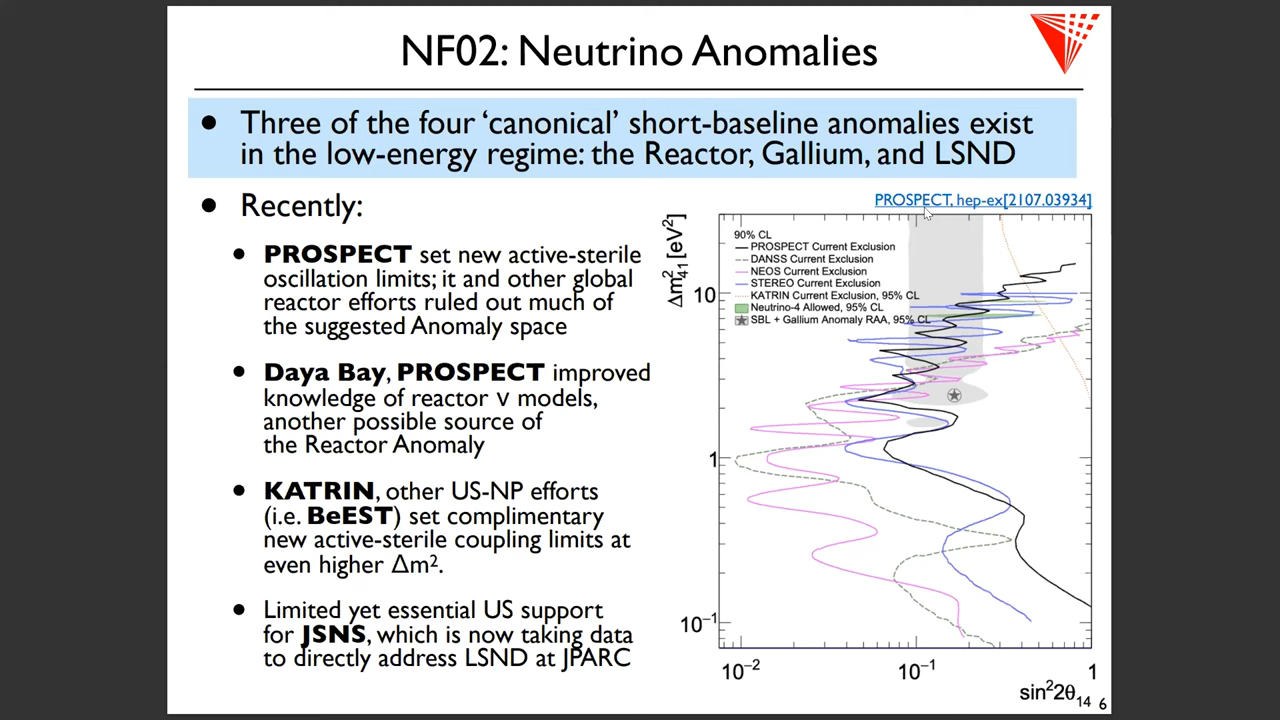 NF02: Neutrino Anomalies
• Three of the four ‘canonical’ short-baseline anomalies exist
in the low-energy regime: the Reactor, Gallium, and LSND
• Recently:
• PROSPECT set new active-sterile
oscillation limits; it and other global
reactor efforts ruled out much of
the suggested Anomaly space
• Daya Bay, PROSPECT improved
knowledge of reactor ν models,
another possible source of
the Reactor Anomaly
• KATRIN, other US-NP efforts
(i.e. BeEST) set complimentary
new active-sterile coupling limits at
even higher Δm².
• Limited yet essential US support
for JSNS, which is now taking data
to directly address LSND at JPARC
PROSPECT, hep-ex[2107.03934]
Δm²₄₁ [eV²]
90% CL
PROSPECT Current Exclusion
DANSS Current Exclusion
NEOS Current Exclusion
STEREO Current Exclusion
KATRIN Current Exclusion, 95% CL
Neutrino-4 Allowed, 95% CL
SBL + Gallium Anomaly RAA, 95% CL
10
1
10⁻¹
10⁻² 10⁻¹ 1
sin²2θ₁₄
6